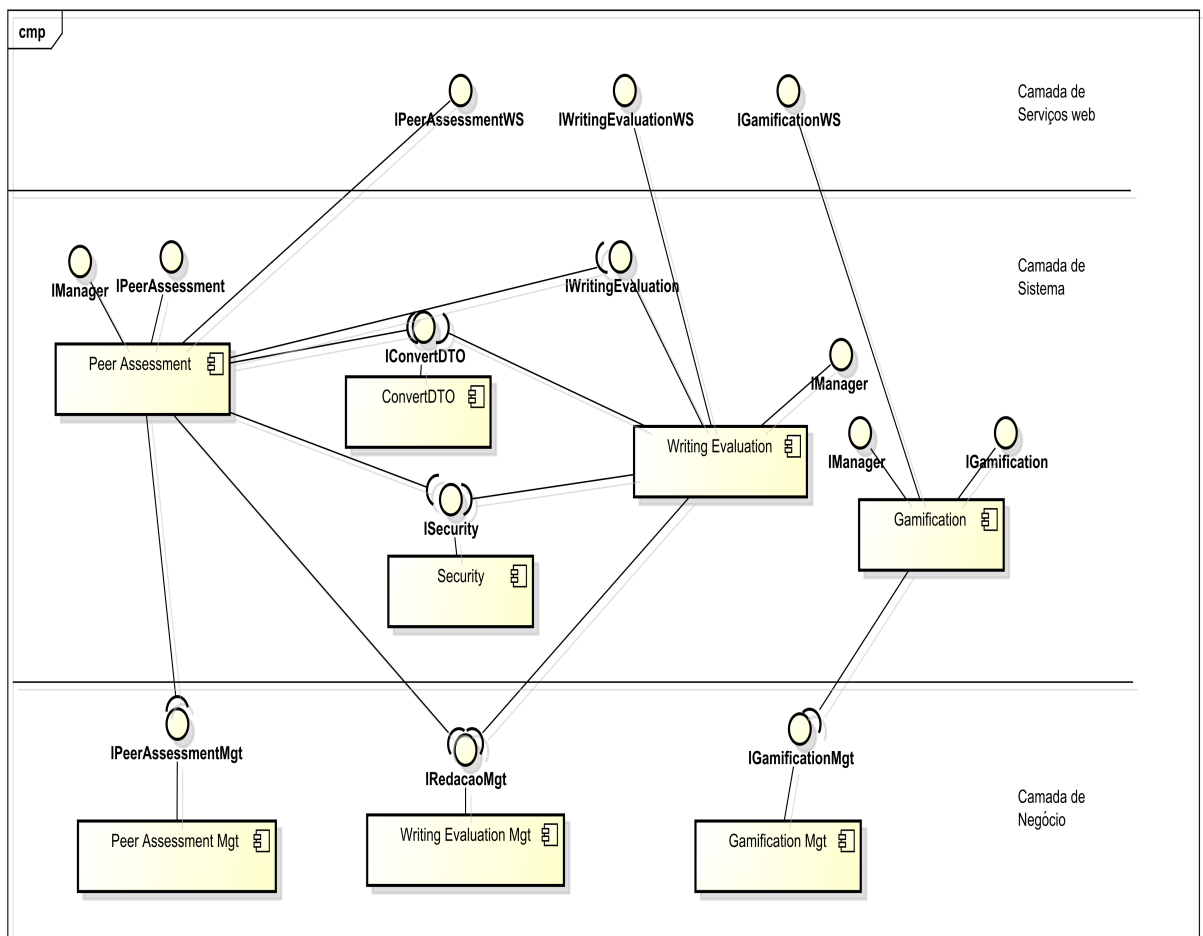 cmp
IPeerAssessmentWS
IWritingEvaluationWS
IGamificationWS
Camada de
Serviços web
IManager
IPeerAssessment
IWritingEvaluation
Camada de
Sistema
Peer Assessment
IConvertDTO
ConvertDTO
IManager
Writing Evaluation
IManager
IGamification
ISecurity
Gamification
Security
IPeerAssessmentMgt
IRedacaoMgt
IGamificationMgt
Camada de
Negócio
Peer Assessment Mgt
Writing Evaluation Mgt
Gamification Mgt